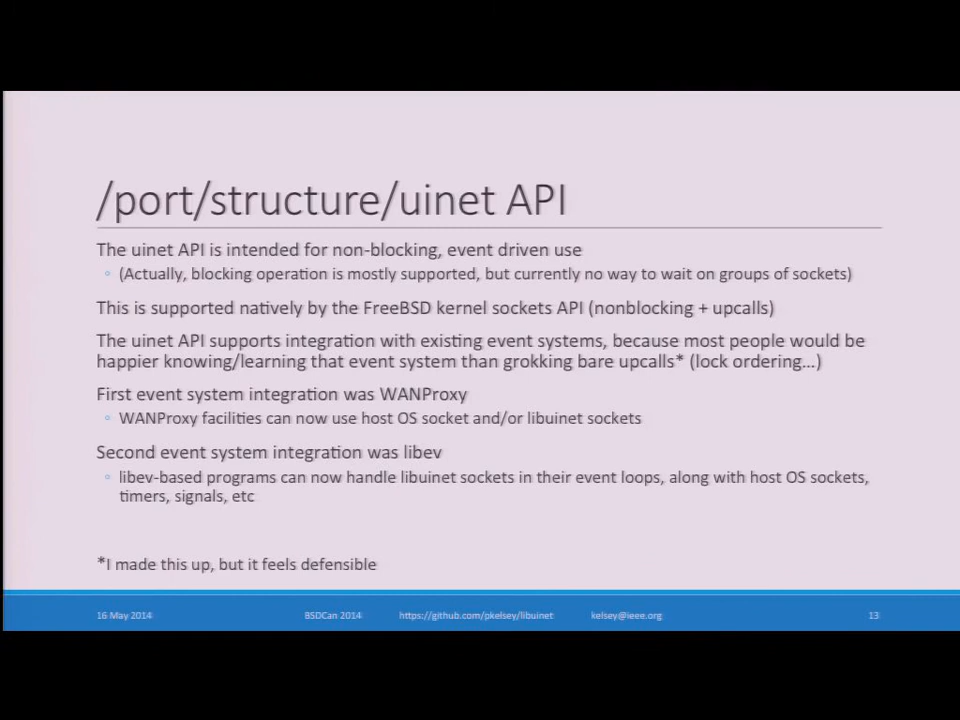 /port/structure/uinet API
The uinet API is intended for non-blocking, event driven use
◦ (Actually, blocking operation is mostly supported, but currently no way to wait on groups of sockets)
This is supported natively by the FreeBSD kernel sockets API (nonblocking + upcalls)
The uinet API supports integration with existing event systems, because most people would be
happier knowing/learning that event system than grokking bare upcalls* (lock ordering…)
First event system integration was WANProxy
◦ WANProxy facilities can now use host OS socket and/or libuinet sockets
Second event system integration was libev
◦ libev-based programs can now handle libuinet sockets in their event loops, along with host OS sockets,
timers, signals, etc
*I made this up, but it feels defensible
16 May 2014 BSDCan 2014 https://github.com/pkelsey/libuinet kelsey@ieee.org 13